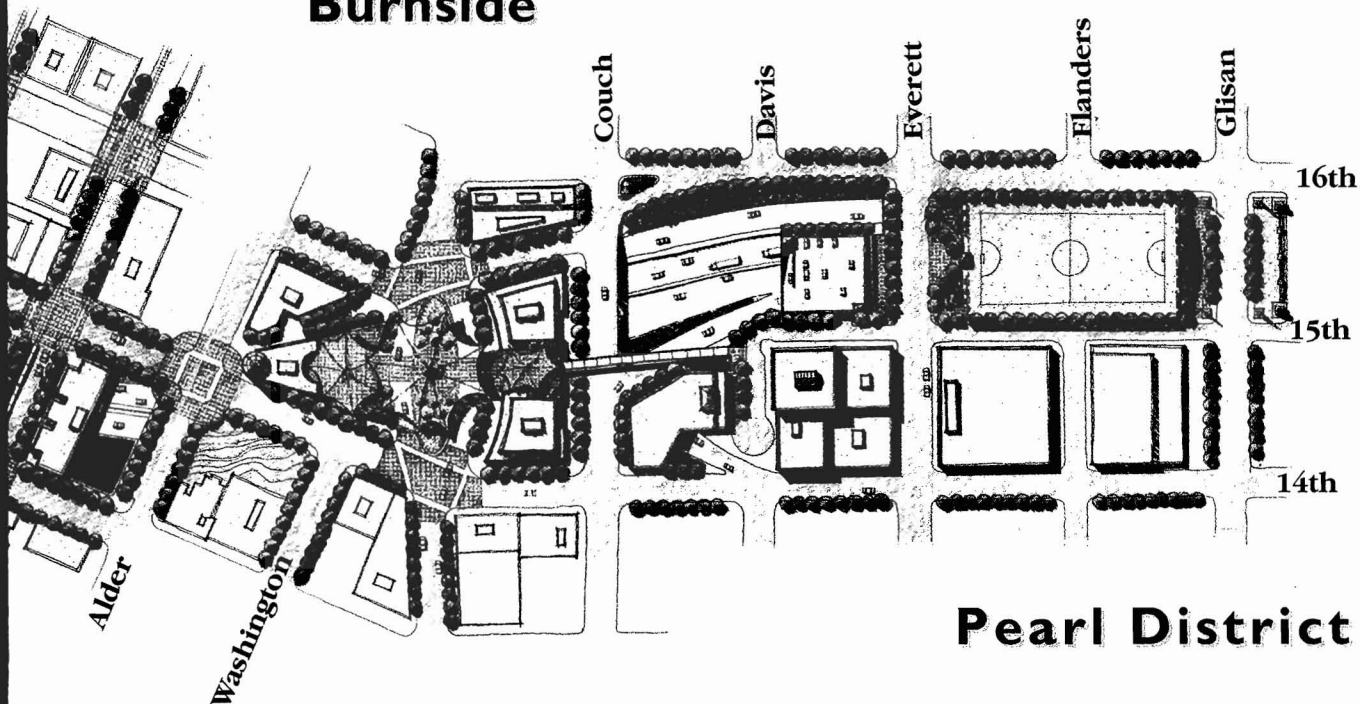 Burnside
Couch
Davis
Everett
Flanders
Glisan
16th
15th
14th
Alder
Washington
Pearl District